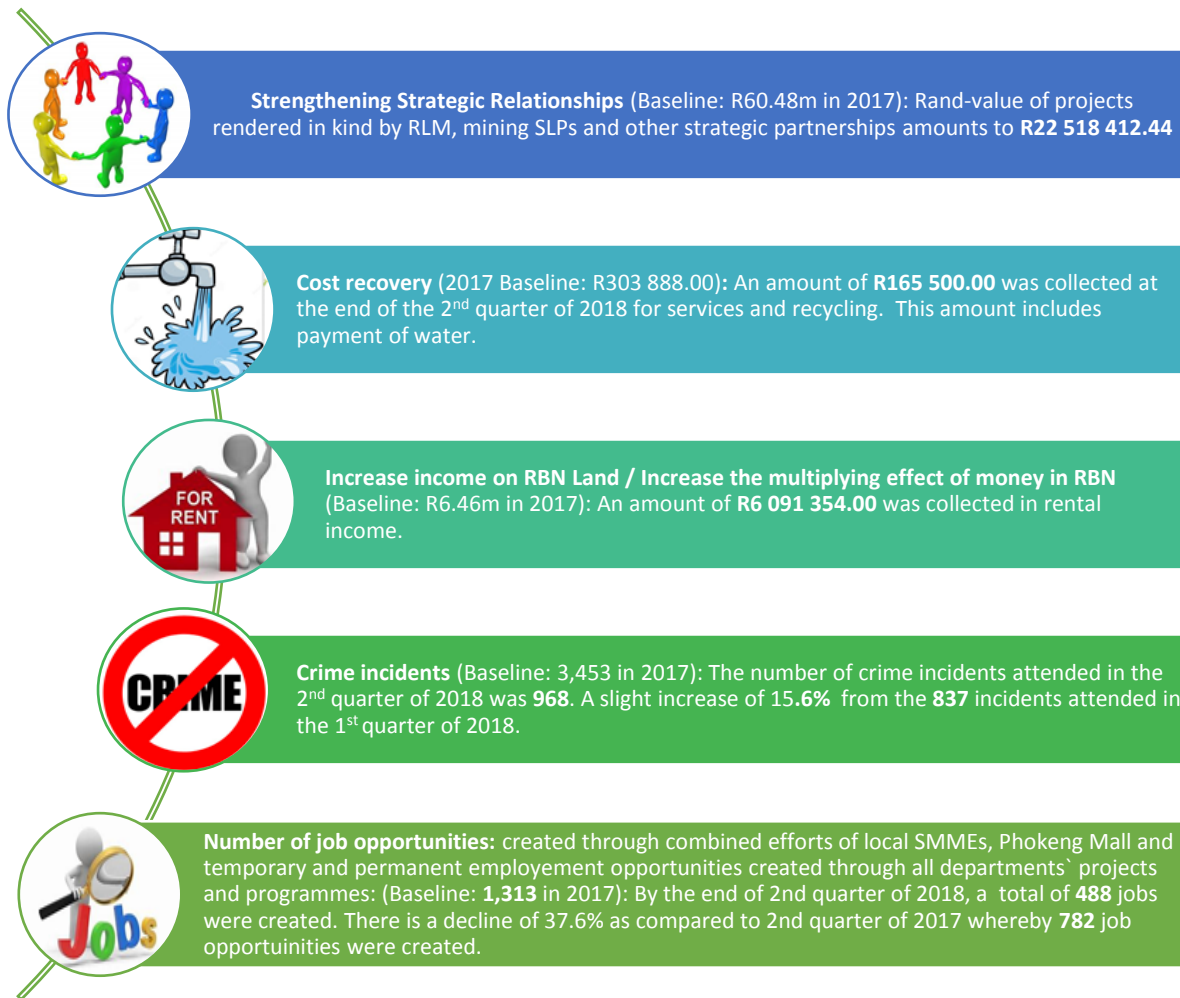 Strengthening Strategic Relationships (Baseline: R60.48m in 2017): Rand-value of projects
rendered in kind by RLM, mining SLPs and other strategic partnerships amounts to R22 518 412.44
Cost recovery (2017 Baseline: R303 888.00): An amount of R165 500.00 was collected at
the end of the 2nd quarter of 2018 for services and recycling.  This amount includes
payment of water.
FOR
RENT
Increase income on RBN Land / Increase the multiplying effect of money in RBN
(Baseline: R6.46m in 2017): An amount of R6 091 354.00 was collected in rental
income.
CRIME
Crime incidents (Baseline: 3,453 in 2017): The number of crime incidents attended in the
2nd quarter of 2018 was 968. A slight increase of 15.6%  from the 837 incidents attended in
the 1st quarter of 2018.
Jobs
Number of job opportunities: created through combined efforts of local SMMEs, Phokeng Mall and
temporary and permanent employement opportunities created through all departments` projects
and programmes: (Baseline: 1,313 in 2017): By the end of 2nd quarter of 2018, a  total of 488 jobs
were created. There is a decline of 37.6% as compared to 2nd quarter of 2017 whereby 782 job
opportuinities were created.